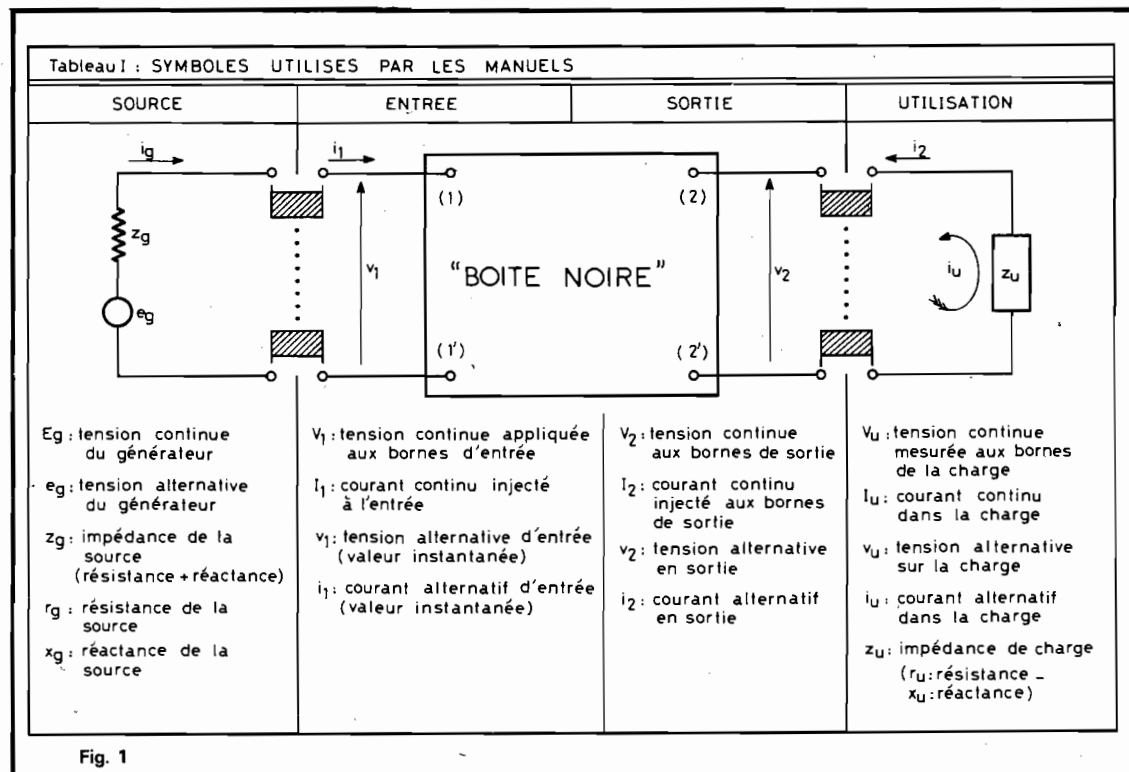 Tableau I : SYMBOLES UTILISES PAR LES MANUELS
SOURCE
ENTREE
SORTIE
UTILISATION
ig
i1
i2
zg
eg
v1
(1)
(1')
"BOITE NOIRE"
(2)
(2')
v2
iu
zu
Eg : tension continue
du générateur
eg : tension alternative
du générateur
zg : impédance de la
source
(résistance + réactance)
rg : résistance de la
source
xg : réactance de la
source
V1 : tension continue appliquée
aux bornes d'entrée
I1 : courant continu injecté
à l'entrée
v1 : tension alternative d'entrée
(valeur instantanée)
i1 : courant alternatif d'entrée
(valeur instantanée)
V2 : tension continue
aux bornes de sortie
I2 : courant continu
injecté aux bornes
de sortie
v2 : tension alternative
en sortie
i2 : courant alternatif
en sortie
Vu : tension continue
mesurée aux bornes
de la charge
Iu : courant continu
dans la charge
vu : tension alternative
sur la charge
iu : courant alternatif
dans la charge
zu : impédance de charge
(ru : résistance _
xu : réactance)
Fig. 1